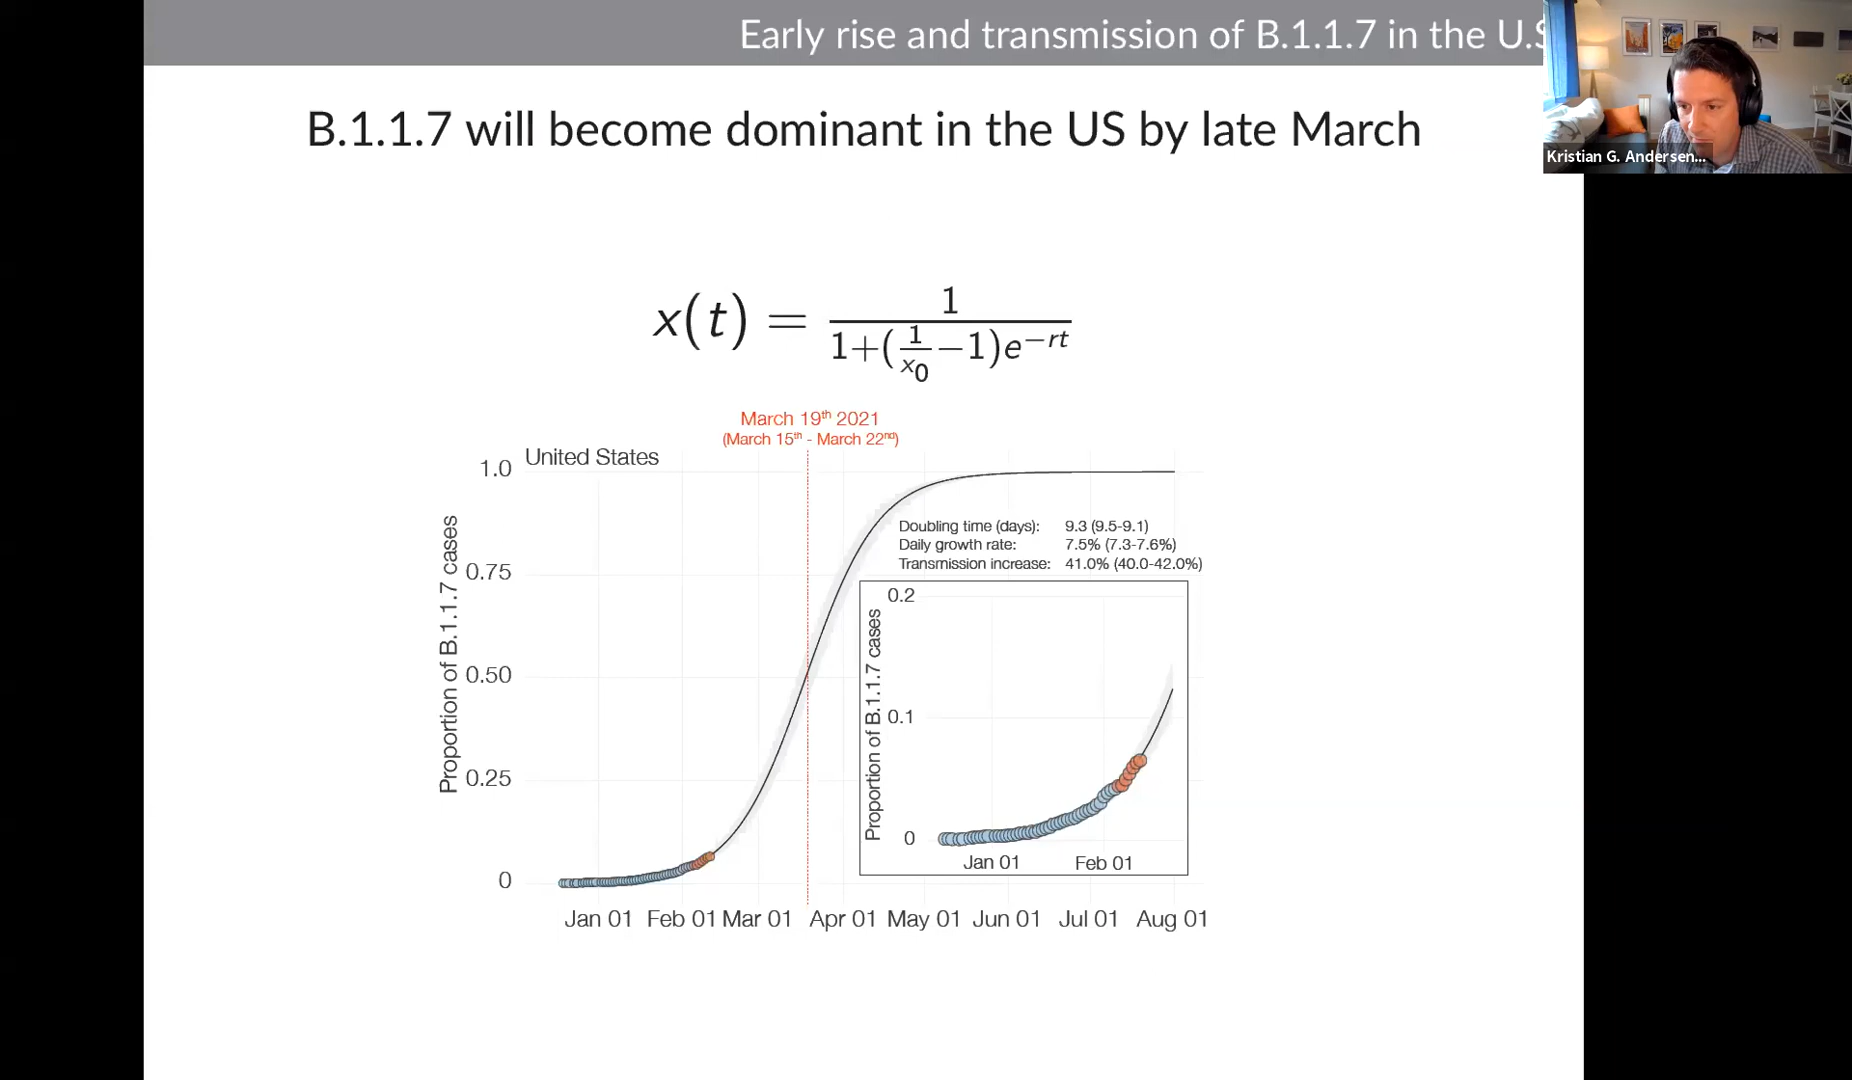 Early rise and transmission of B.1.1.7 in the U.S
Kristian G. Andersen...
B.1.1.7 will become dominant in the US by late March
x(t) = 1/(1+(1/x₀−1)e^−rt)
March 19th 2021
(March 15th - March 22nd)
United States
Proportion of B.1.1.7 cases
1.0
0.75
0.50
0.25
0
Jan 01 Feb 01 Mar 01 Apr 01 May 01 Jun 01 Jul 01 Aug 01
Doubling time (days): 9.3 (9.5-9.1)
Daily growth rate: 7.5% (7.3-7.6%)
Transmission increase: 41.0% (40.0-42.0%)
Proportion of B.1.1.7 cases
0.2
0.1
0
Jan 01 Feb 01